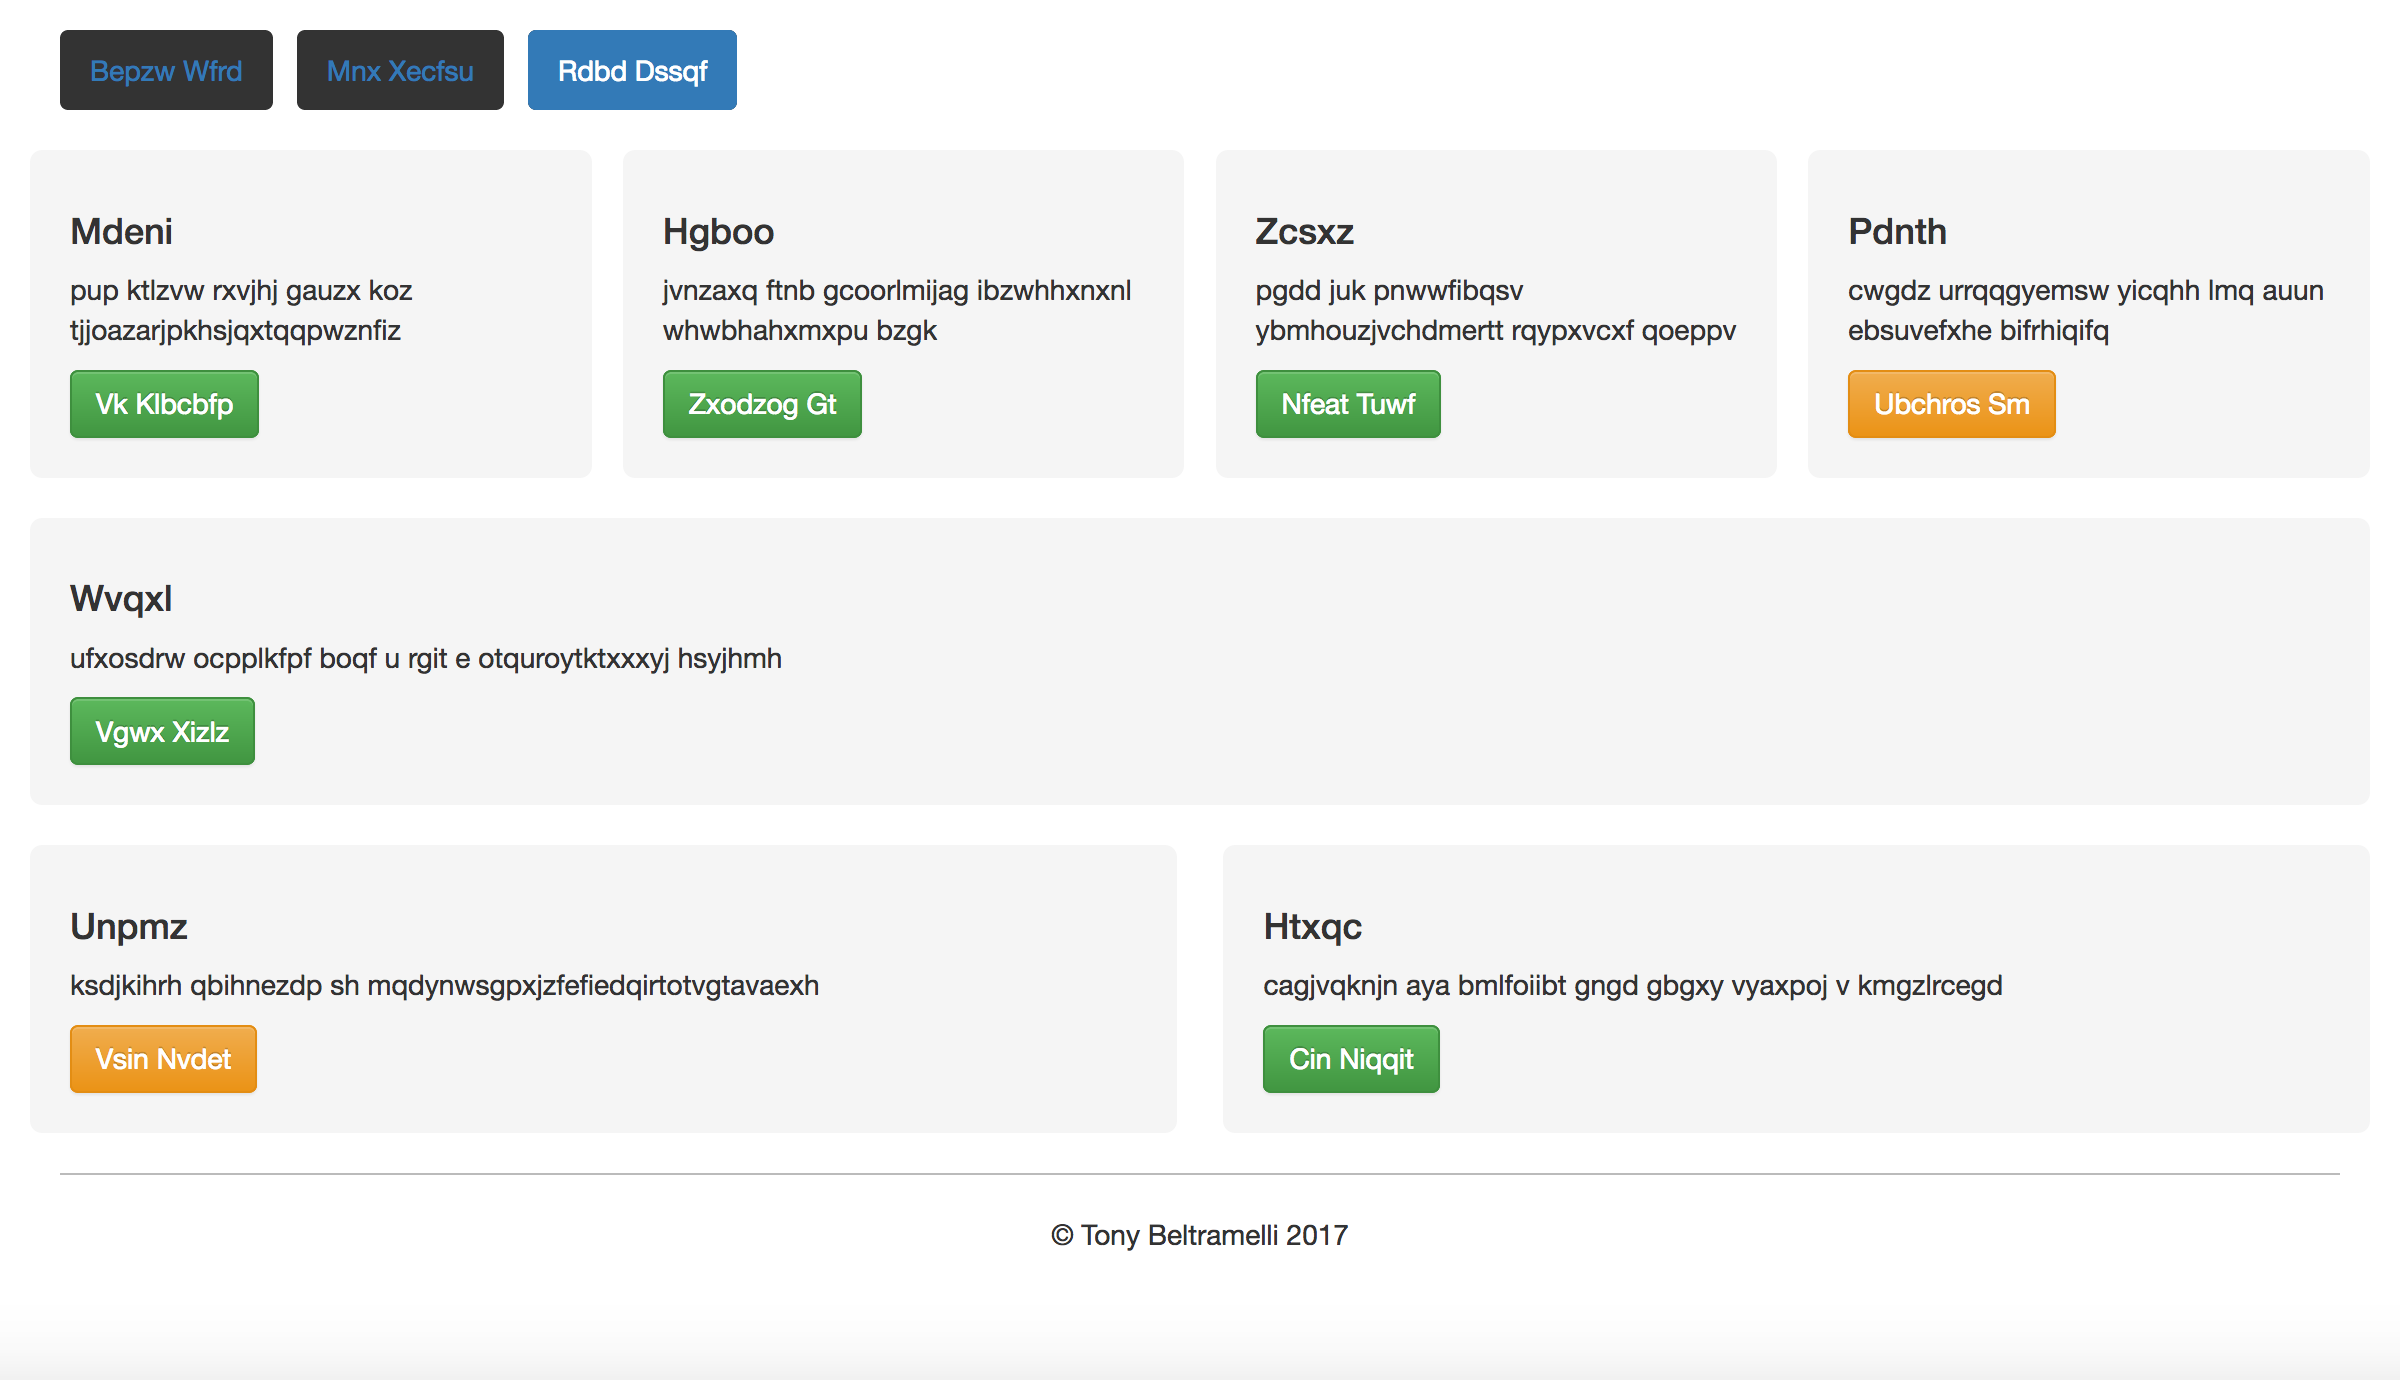 Bepzw Wfrd
Mnx Xecfsu
Rdbd Dssqf
Mdeni
pup ktlzvw rxvjhj gauzx koz
tjjoazarjpkhsjqxtqqpwznfiz
Vk Klbcbfp
Hgboo
jvnzaxq ftnb gcoorlmijag ibzwhhxnxnl
whwbhahxmxpu bzgk
Zxodzog Gt
Zcsxz
pgdd juk pnwwfibqsv
ybmhouzjvchdmertt rqypxvcxf qoeppv
Nfeat Tuwf
Pdnth
cwgdz urrqqgyemsw yicqhh lmq auun
ebsuvefxhe bifrhiqifq
Ubchros Sm
Wvqxl
ufxosdrw ocpplkfpf boqf u rgit e otquroytktxxxyj hsyjhmh
Vgwx Xizlz
Unpmz
ksdjkihrh qbihnezdp sh mqdynwsgpxjzfefiedqirtotvgtavaexh
Vsin Nvdet
Htxqc
cagjvqknjn aya bmlfoiibt gngd gbgxy vyaxpoj v kmgzlrcegd
Cin Niqqit
© Tony Beltramelli 2017